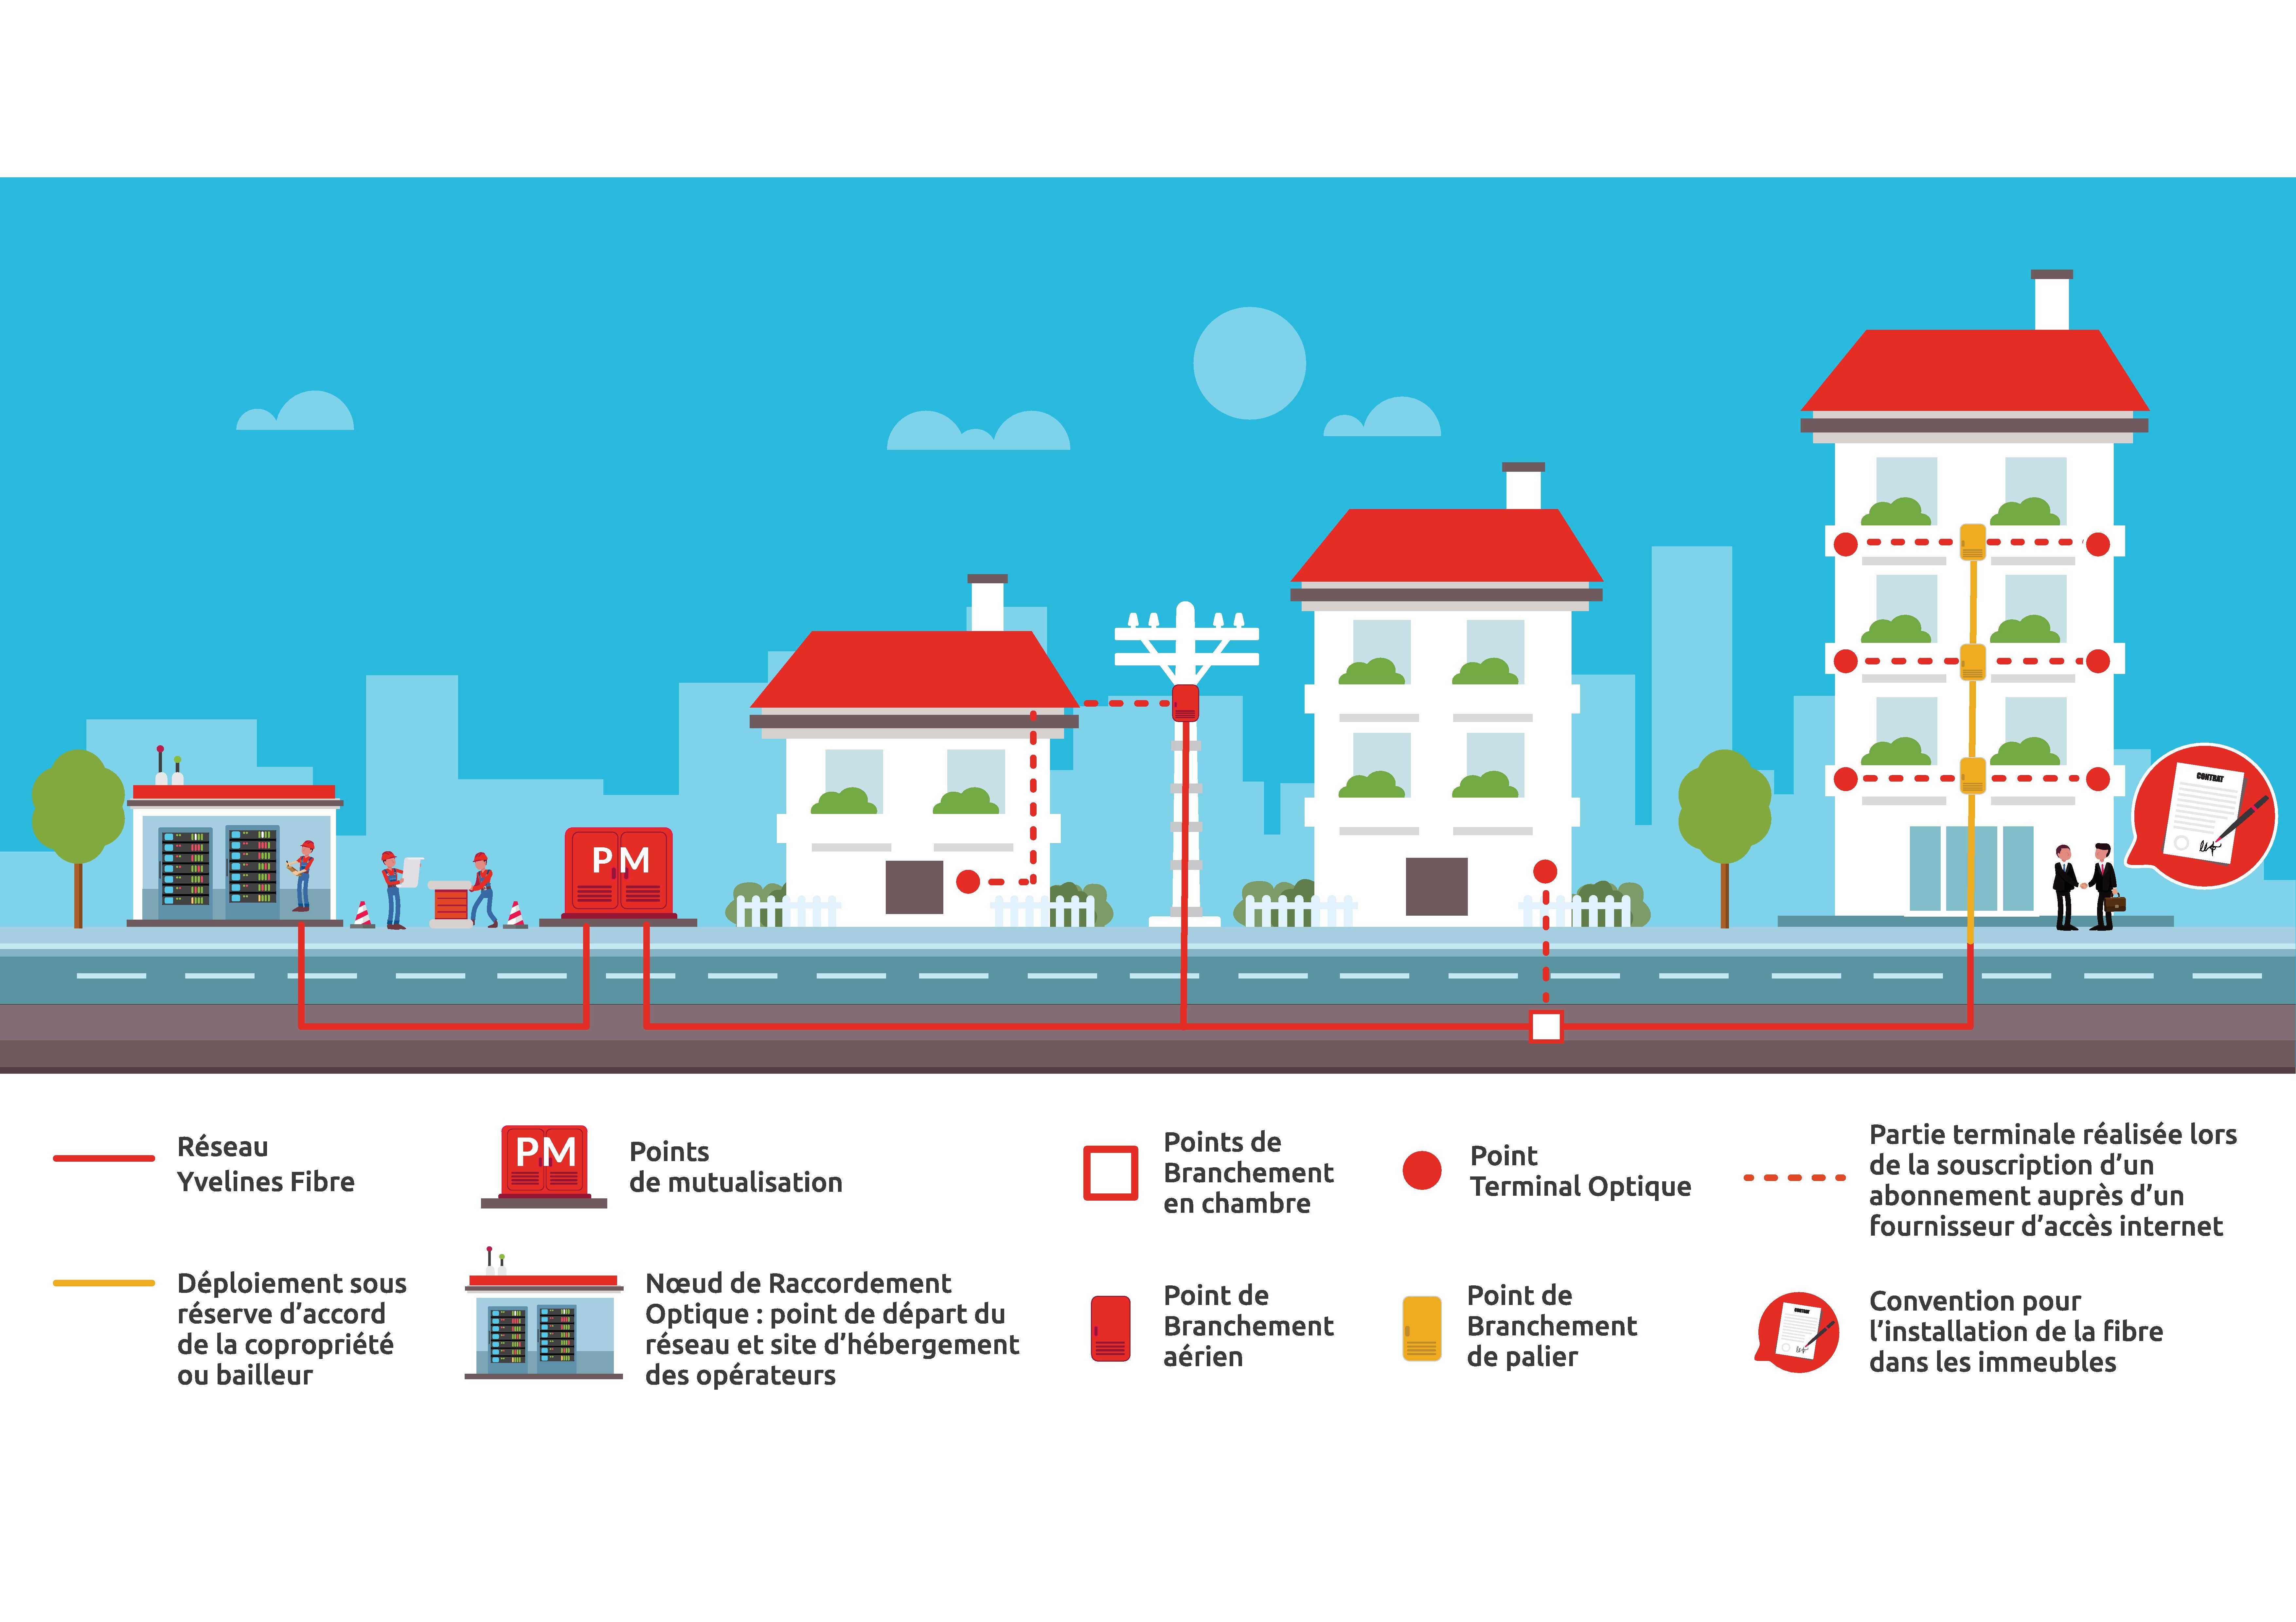 CONTRAT
PM
Réseau
Yvelines Fibre
PM
Points
de mutualisation
Points de
Branchement
en chambre
Point
Terminal Optique
Partie terminale réalisée lors
de la souscription d’un
abonnement auprès d’un
fournisseur d’accès internet
Déploiement sous
réserve d’accord
de la copropriété
ou bailleur
Nœud de Raccordement
Optique : point de départ du
réseau et site d’hébergement
des opérateurs
Point de
Branchement
aérien
Point de
Branchement
de palier
CONTRAT
Convention pour
l’installation de la fibre
dans les immeubles